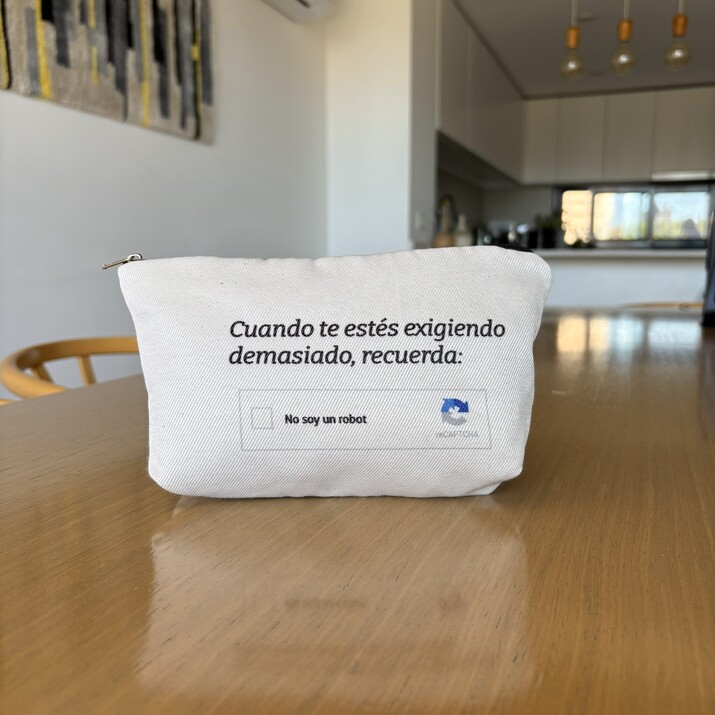 Cuando te estés exigiendo
demasiado, recuerda:
No soy un robot
reCAPTCHA